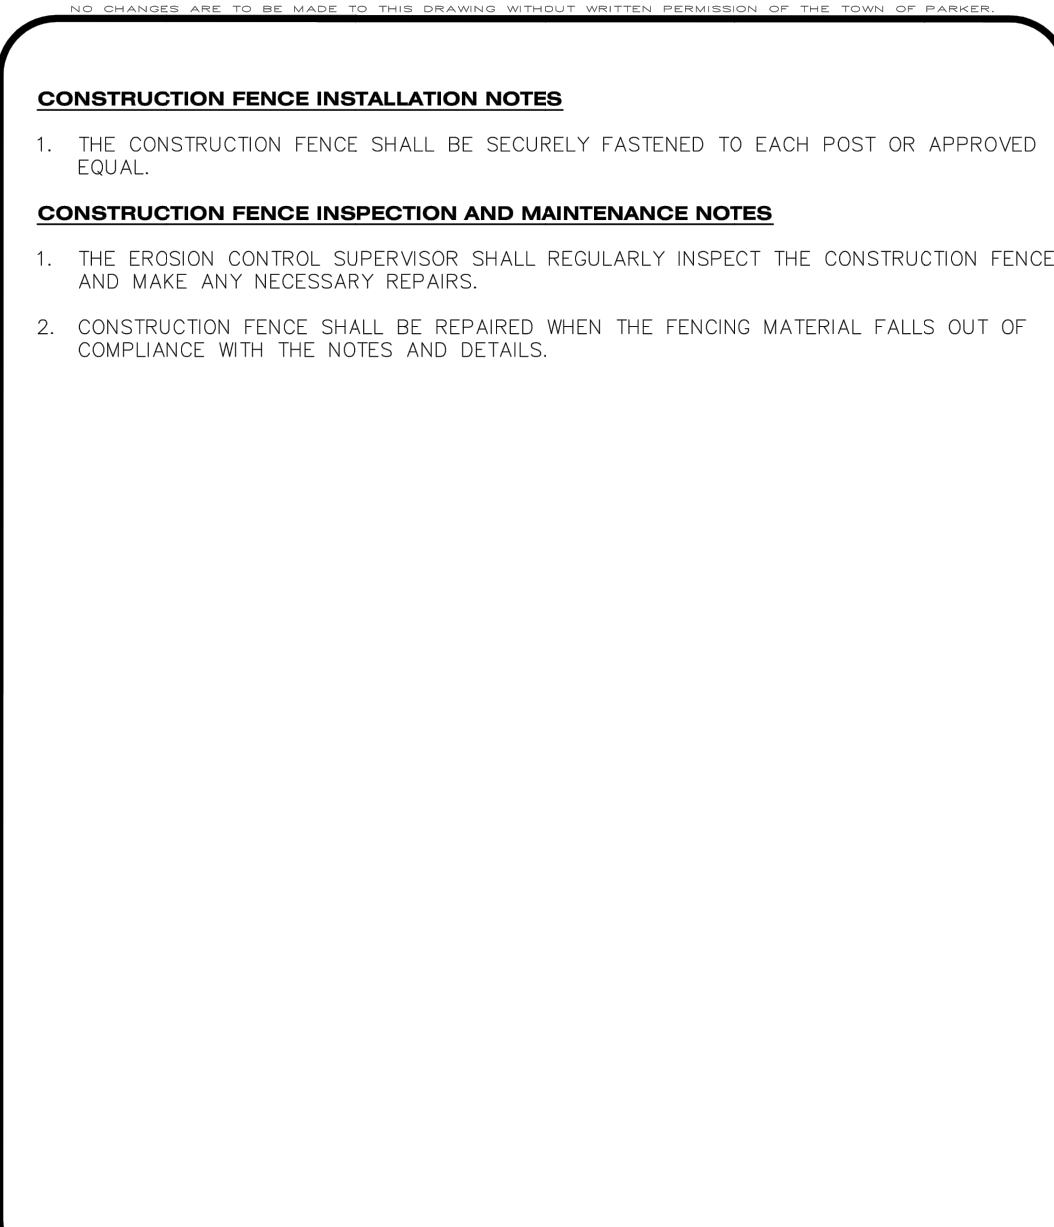 NO CHANGES ARE TO BE MADE TO THIS DRAWING WITHOUT WRITTEN PERMISSION OF THE TOWN OF PARKER.
CONSTRUCTION FENCE INSTALLATION NOTES
1. THE CONSTRUCTION FENCE SHALL BE SECURELY FASTENED TO EACH POST OR APPROVED
EQUAL.
CONSTRUCTION FENCE INSPECTION AND MAINTENANCE NOTES
1. THE EROSION CONTROL SUPERVISOR SHALL REGULARLY INSPECT THE CONSTRUCTION FENCE
AND MAKE ANY NECESSARY REPAIRS.
2. CONSTRUCTION FENCE SHALL BE REPAIRED WHEN THE FENCING MATERIAL FALLS OUT OF
COMPLIANCE WITH THE NOTES AND DETAILS.